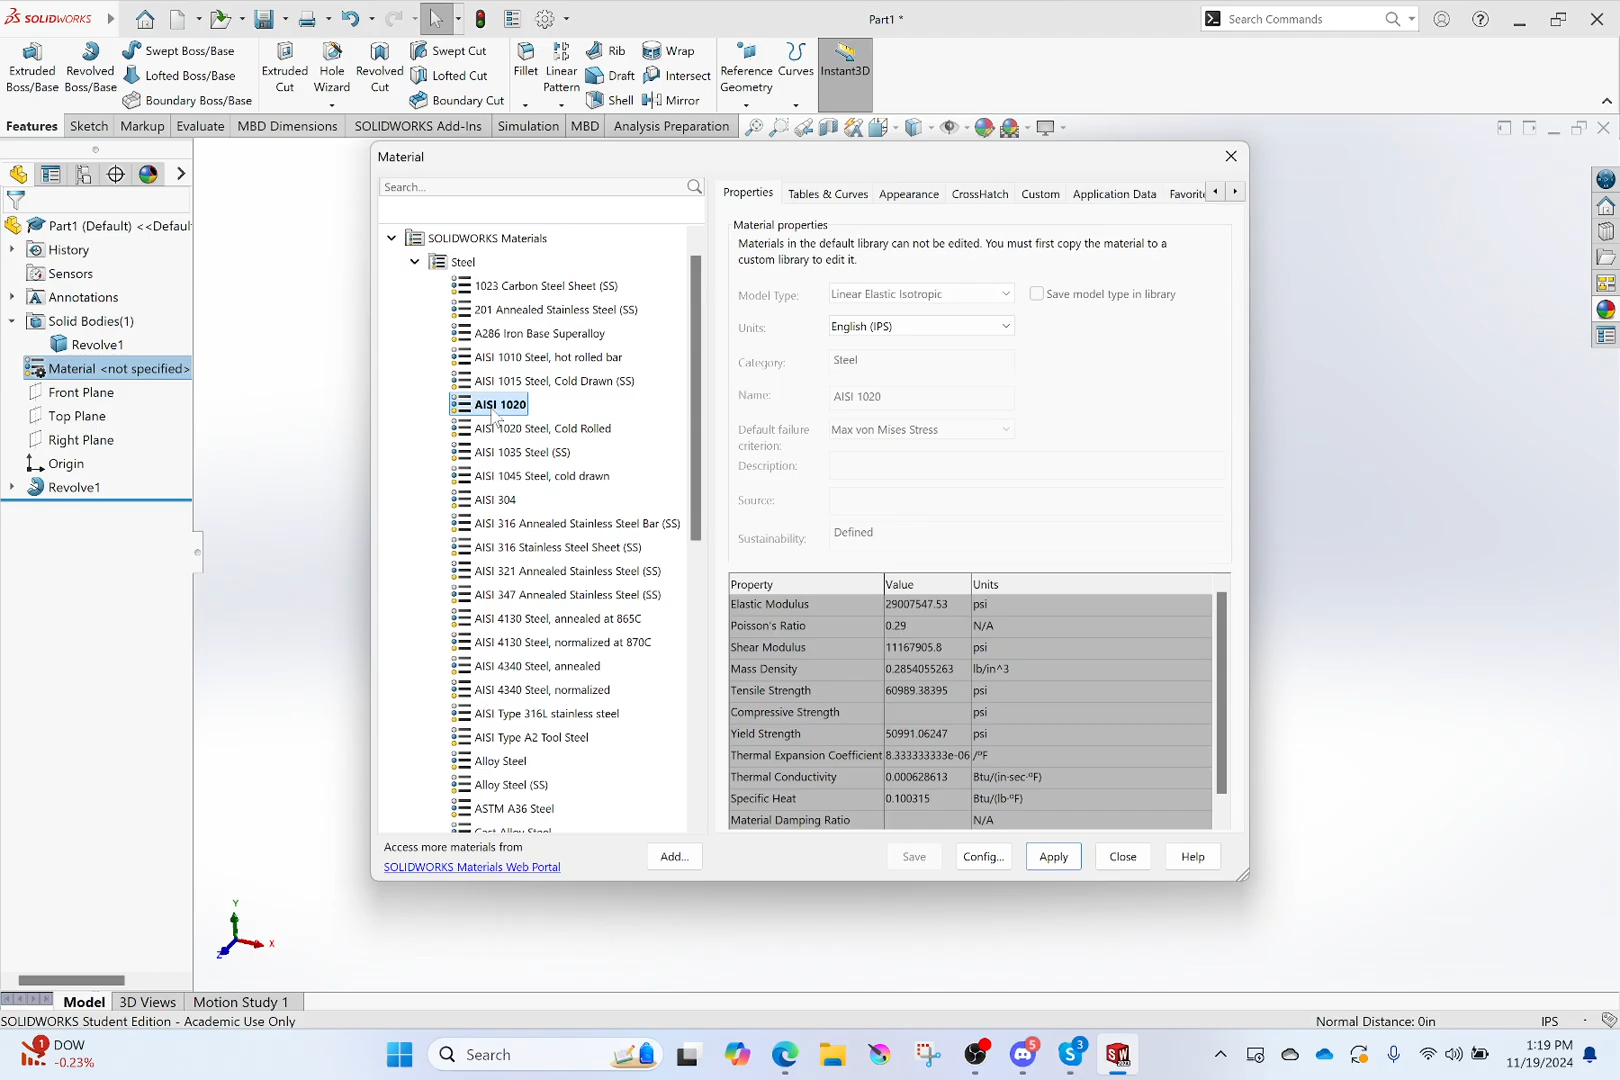 SOLIDWORKS
Part1 *
Search Commands
Extruded Boss/Base
Revolved Boss/Base
Swept Boss/Base
Lofted Boss/Base
Boundary Boss/Base
Extruded Cut
Hole Wizard
Revolved Cut
Swept Cut
Lofted Cut
Boundary Cut
Fillet
Linear Pattern
Rib
Draft
Shell
Wrap
Intersect
Mirror
Reference Geometry
Curves
Instant3D
Features
Sketch
Markup
Evaluate
MBD Dimensions
SOLIDWORKS Add-Ins
Simulation
MBD
Analysis Preparation
Part1 (Default) <<Defaul
History
Sensors
Annotations
Solid Bodies(1)
Revolve1
Material <not specified>
Front Plane
Top Plane
Right Plane
Origin
Revolve1
Material
Search...
SOLIDWORKS Materials
Steel
1023 Carbon Steel Sheet (SS)
201 Annealed Stainless Steel (SS)
A286 Iron Base Superalloy
AISI 1010 Steel, hot rolled bar
AISI 1015 Steel, Cold Drawn (SS)
AISI 1020
AISI 1020 Steel, Cold Rolled
AISI 1035 Steel (SS)
AISI 1045 Steel, cold drawn
AISI 304
AISI 316 Annealed Stainless Steel Bar (SS)
AISI 316 Stainless Steel Sheet (SS)
AISI 321 Annealed Stainless Steel (SS)
AISI 347 Annealed Stainless Steel (SS)
AISI 4130 Steel, annealed at 865C
AISI 4130 Steel, normalized at 870C
AISI 4340 Steel, annealed
AISI 4340 Steel, normalized
AISI Type 316L stainless steel
AISI Type A2 Tool Steel
Alloy Steel
Alloy Steel (SS)
ASTM A36 Steel
Cast Alloy Steel
Access more materials from
SOLIDWORKS Materials Web Portal
Add...
Properties
Tables & Curves
Appearance
CrossHatch
Custom
Application Data
Favorite
Material properties
Materials in the default library can not be edited. You must first copy the material to a
custom library to edit it.
Model Type: Linear Elastic Isotropic
Save model type in library
Units: English (IPS)
Category: Steel
Name: AISI 1020
Default failure criterion: Max von Mises Stress
Description:
Source:
Sustainability: Defined
Property Value Units
Elastic Modulus 29007547.53 psi
Poisson's Ratio 0.29 N/A
Shear Modulus 11167905.8 psi
Mass Density 0.2854055263 lb/in^3
Tensile Strength 60989.38395 psi
Compressive Strength psi
Yield Strength 50991.06247 psi
Thermal Expansion Coefficient 8.333333333e-06 /ºF
Thermal Conductivity 0.000628613 Btu/(in·sec·ºF)
Specific Heat 0.100315 Btu/(lb·ºF)
Material Damping Ratio N/A
Save
Config...
Apply
Close
Help
Y
X
Z
Model
3D Views
Motion Study 1
SOLIDWORKS Student Edition - Academic Use Only
Normal Distance: 0in
IPS
1
DOW
-0.23%
Search
5
3
SW
1:19 PM
11/19/2024